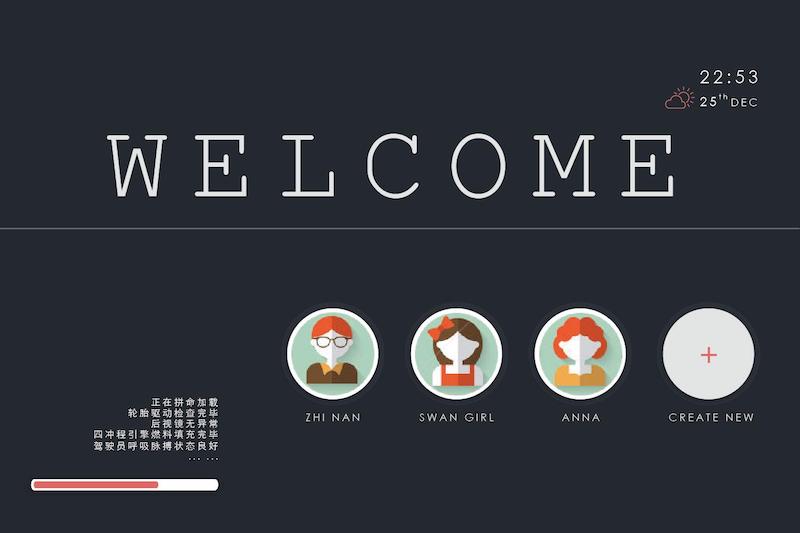 22:53
25th DEC
WELCOME
ZHI NAN
SWAN GIRL
ANNA
CREATE NEW
正在拼命加载
轮胎驱动检查完毕
后视镜无异常
四冲程引擎燃料填充完毕
驾驶员呼吸脉搏状态良好
... ...